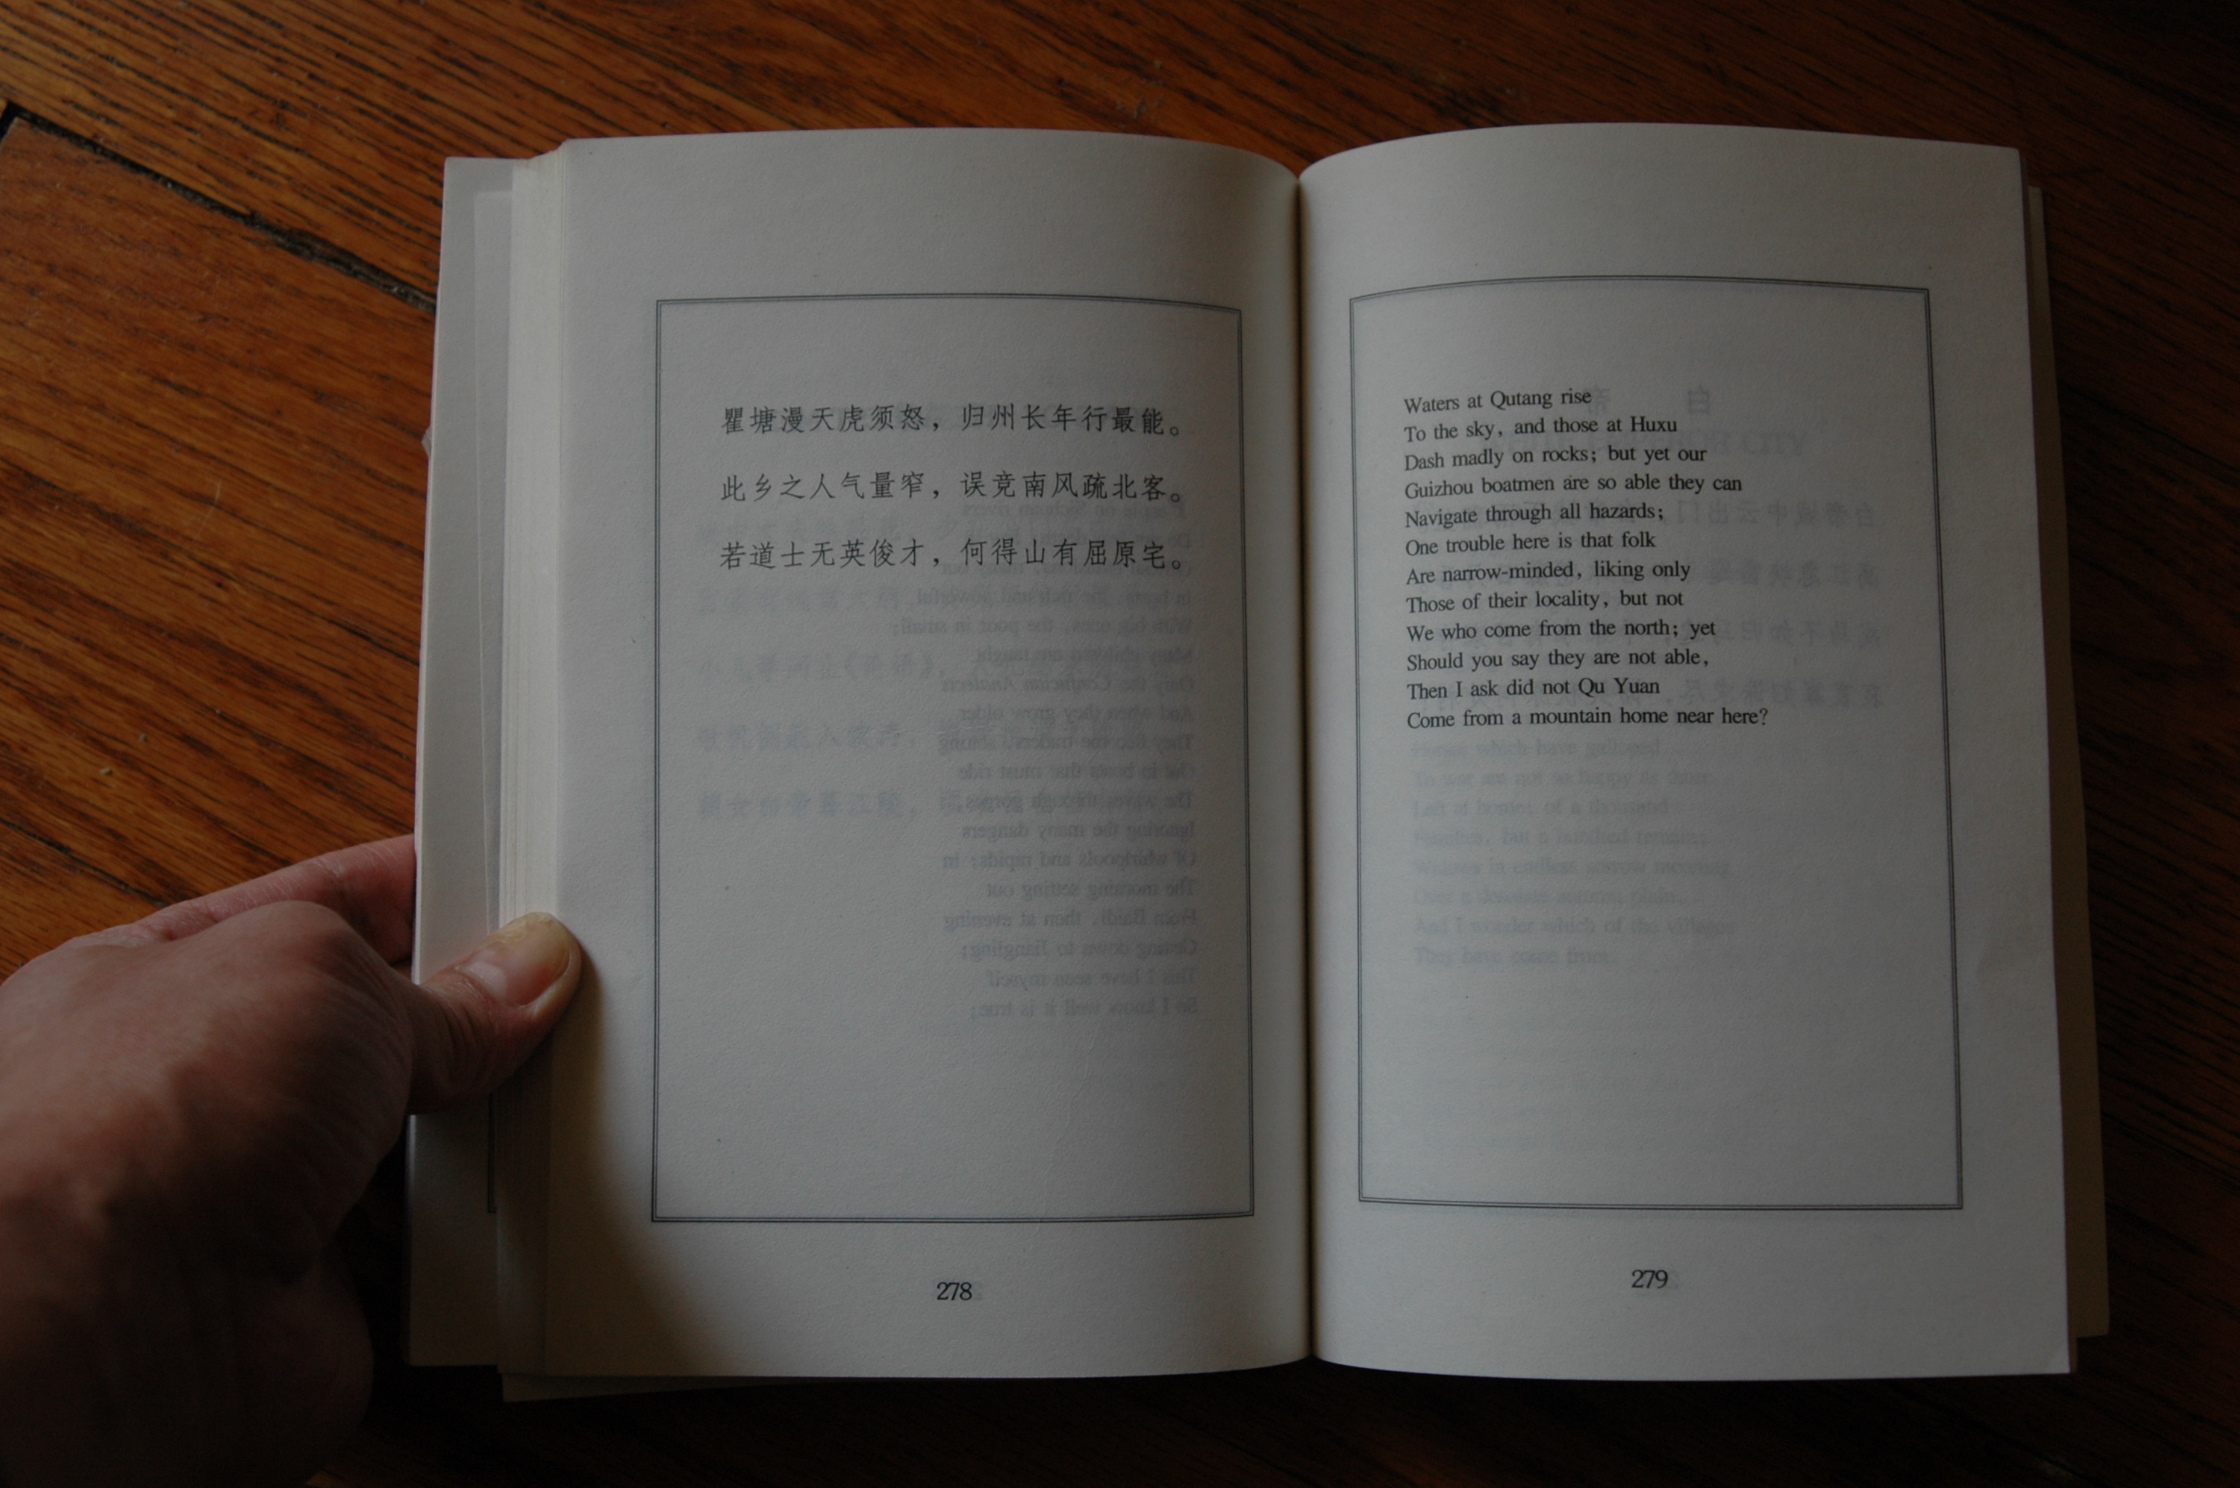 瞿塘漫天虎须怒，归州长年行最能。
此乡之人气量窄，误竞南风疏北客。
若道士无英俊才，何得山有屈原宅。
278
Waters at Qutang rise
To the sky, and those at Huxu
Dash madly on rocks; but yet our
Guizhou boatmen are so able they can
Navigate through all hazards;
One trouble here is that folk
Are narrow-minded, liking only
Those of their locality, but not
We who come from the north; yet
Should you say they are not able,
Then I ask did not Qu Yuan
Come from a mountain home near here?
279